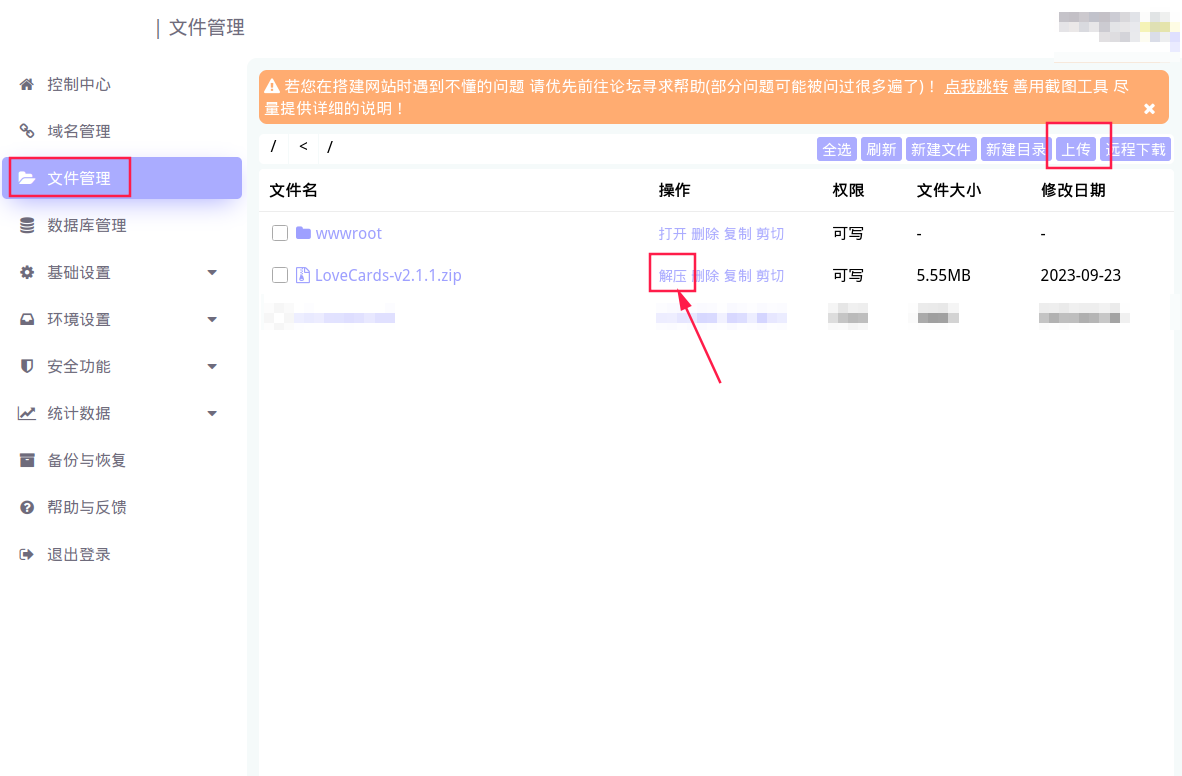 文件管理
控制中心
域名管理
文件管理
数据库管理
基础设置
环境设置
安全功能
统计数据
备份与恢复
帮助与反馈
退出登录
若您在搭建网站时遇到不懂的问题 请优先前往论坛寻求帮助(部分问题可能被问过很多遍了)！ 点我跳转 善用截图工具 尽
量提供详细的说明！
/ < / 全选 刷新 新建文件 新建目录 上传 远程下载
文件名 操作 权限 文件大小 修改日期
wwwroot 打开 删除 复制 剪切 可写 - -
LoveCards-v2.1.1.zip 解压 删除 复制 剪切 可写 5.55MB 2023-09-23